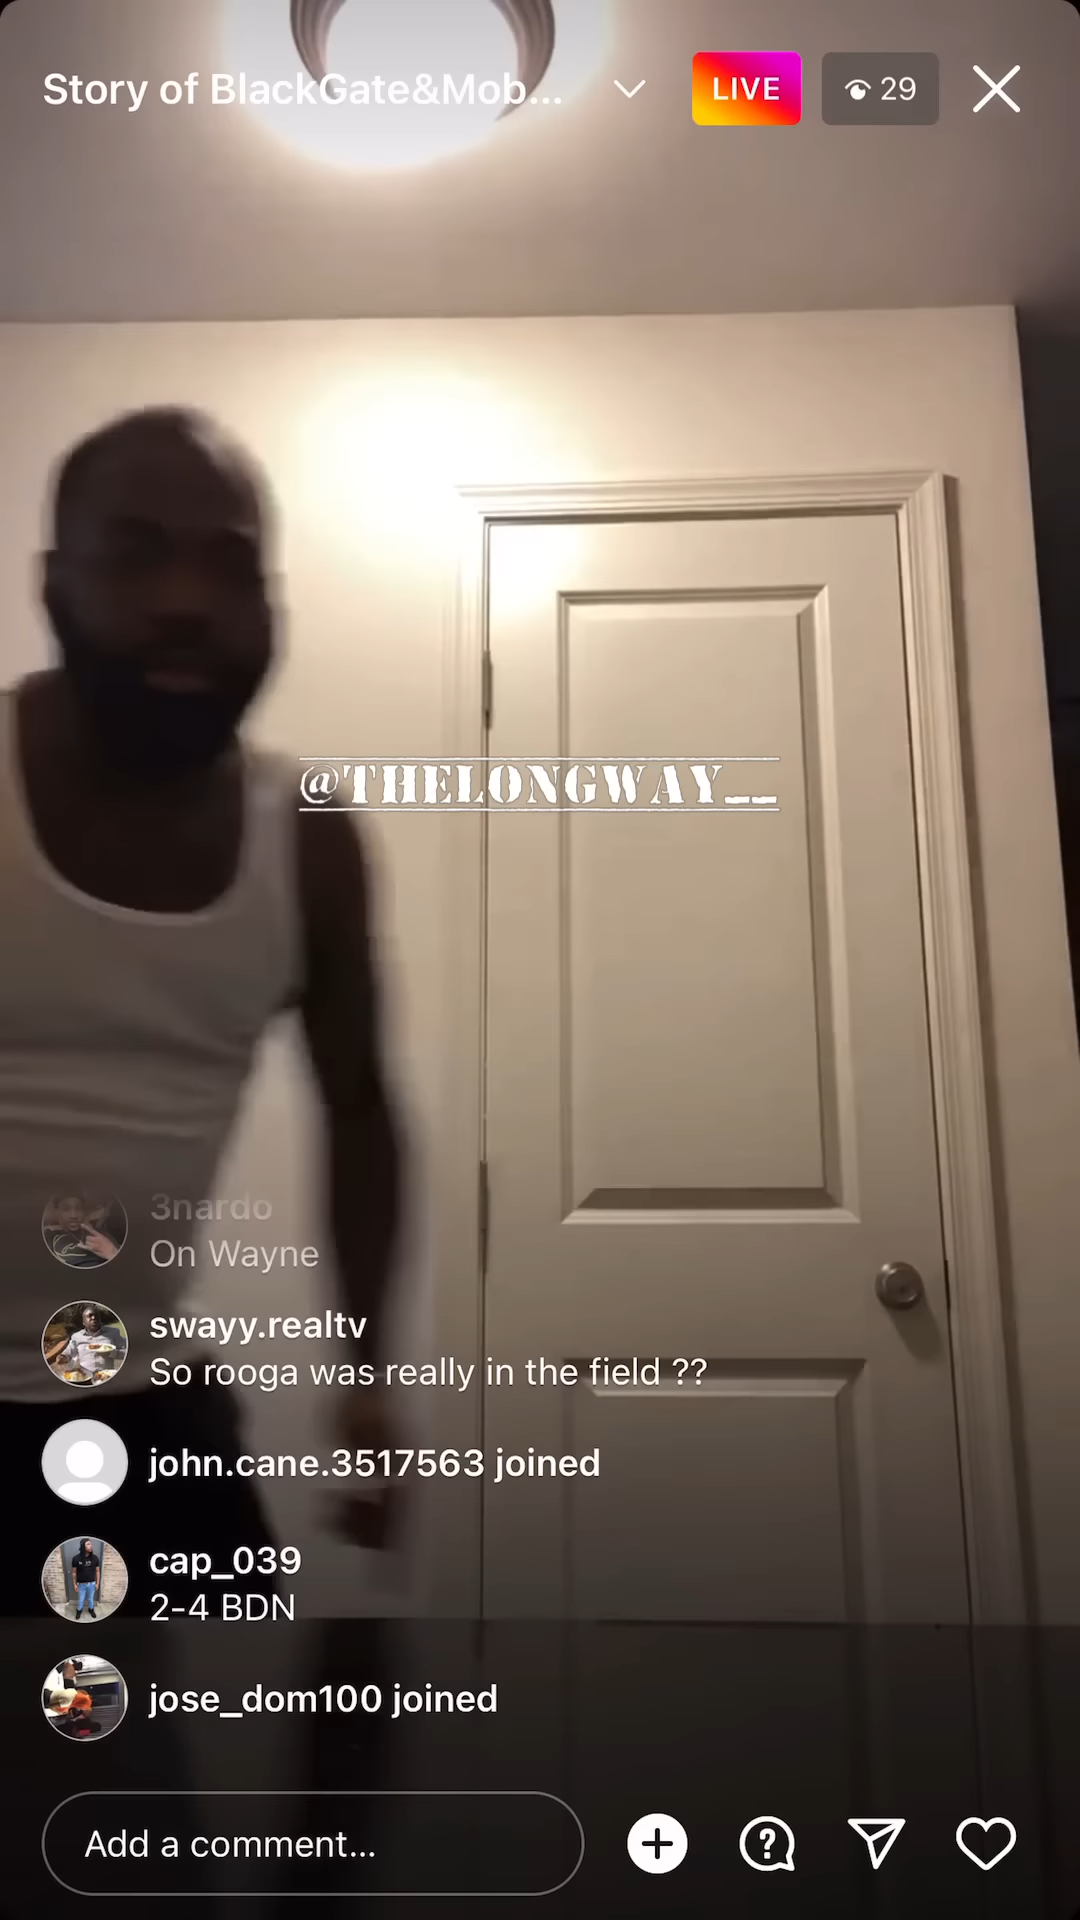 Story of BlackGate&Mob...
LIVE
29
@THELONGWAY__
3nardo
On Wayne
swayy.realtv
So rooga was really in the field ??
john.cane.3517563 joined
cap_039
2-4 BDN
jose_dom100 joined
Add a comment...